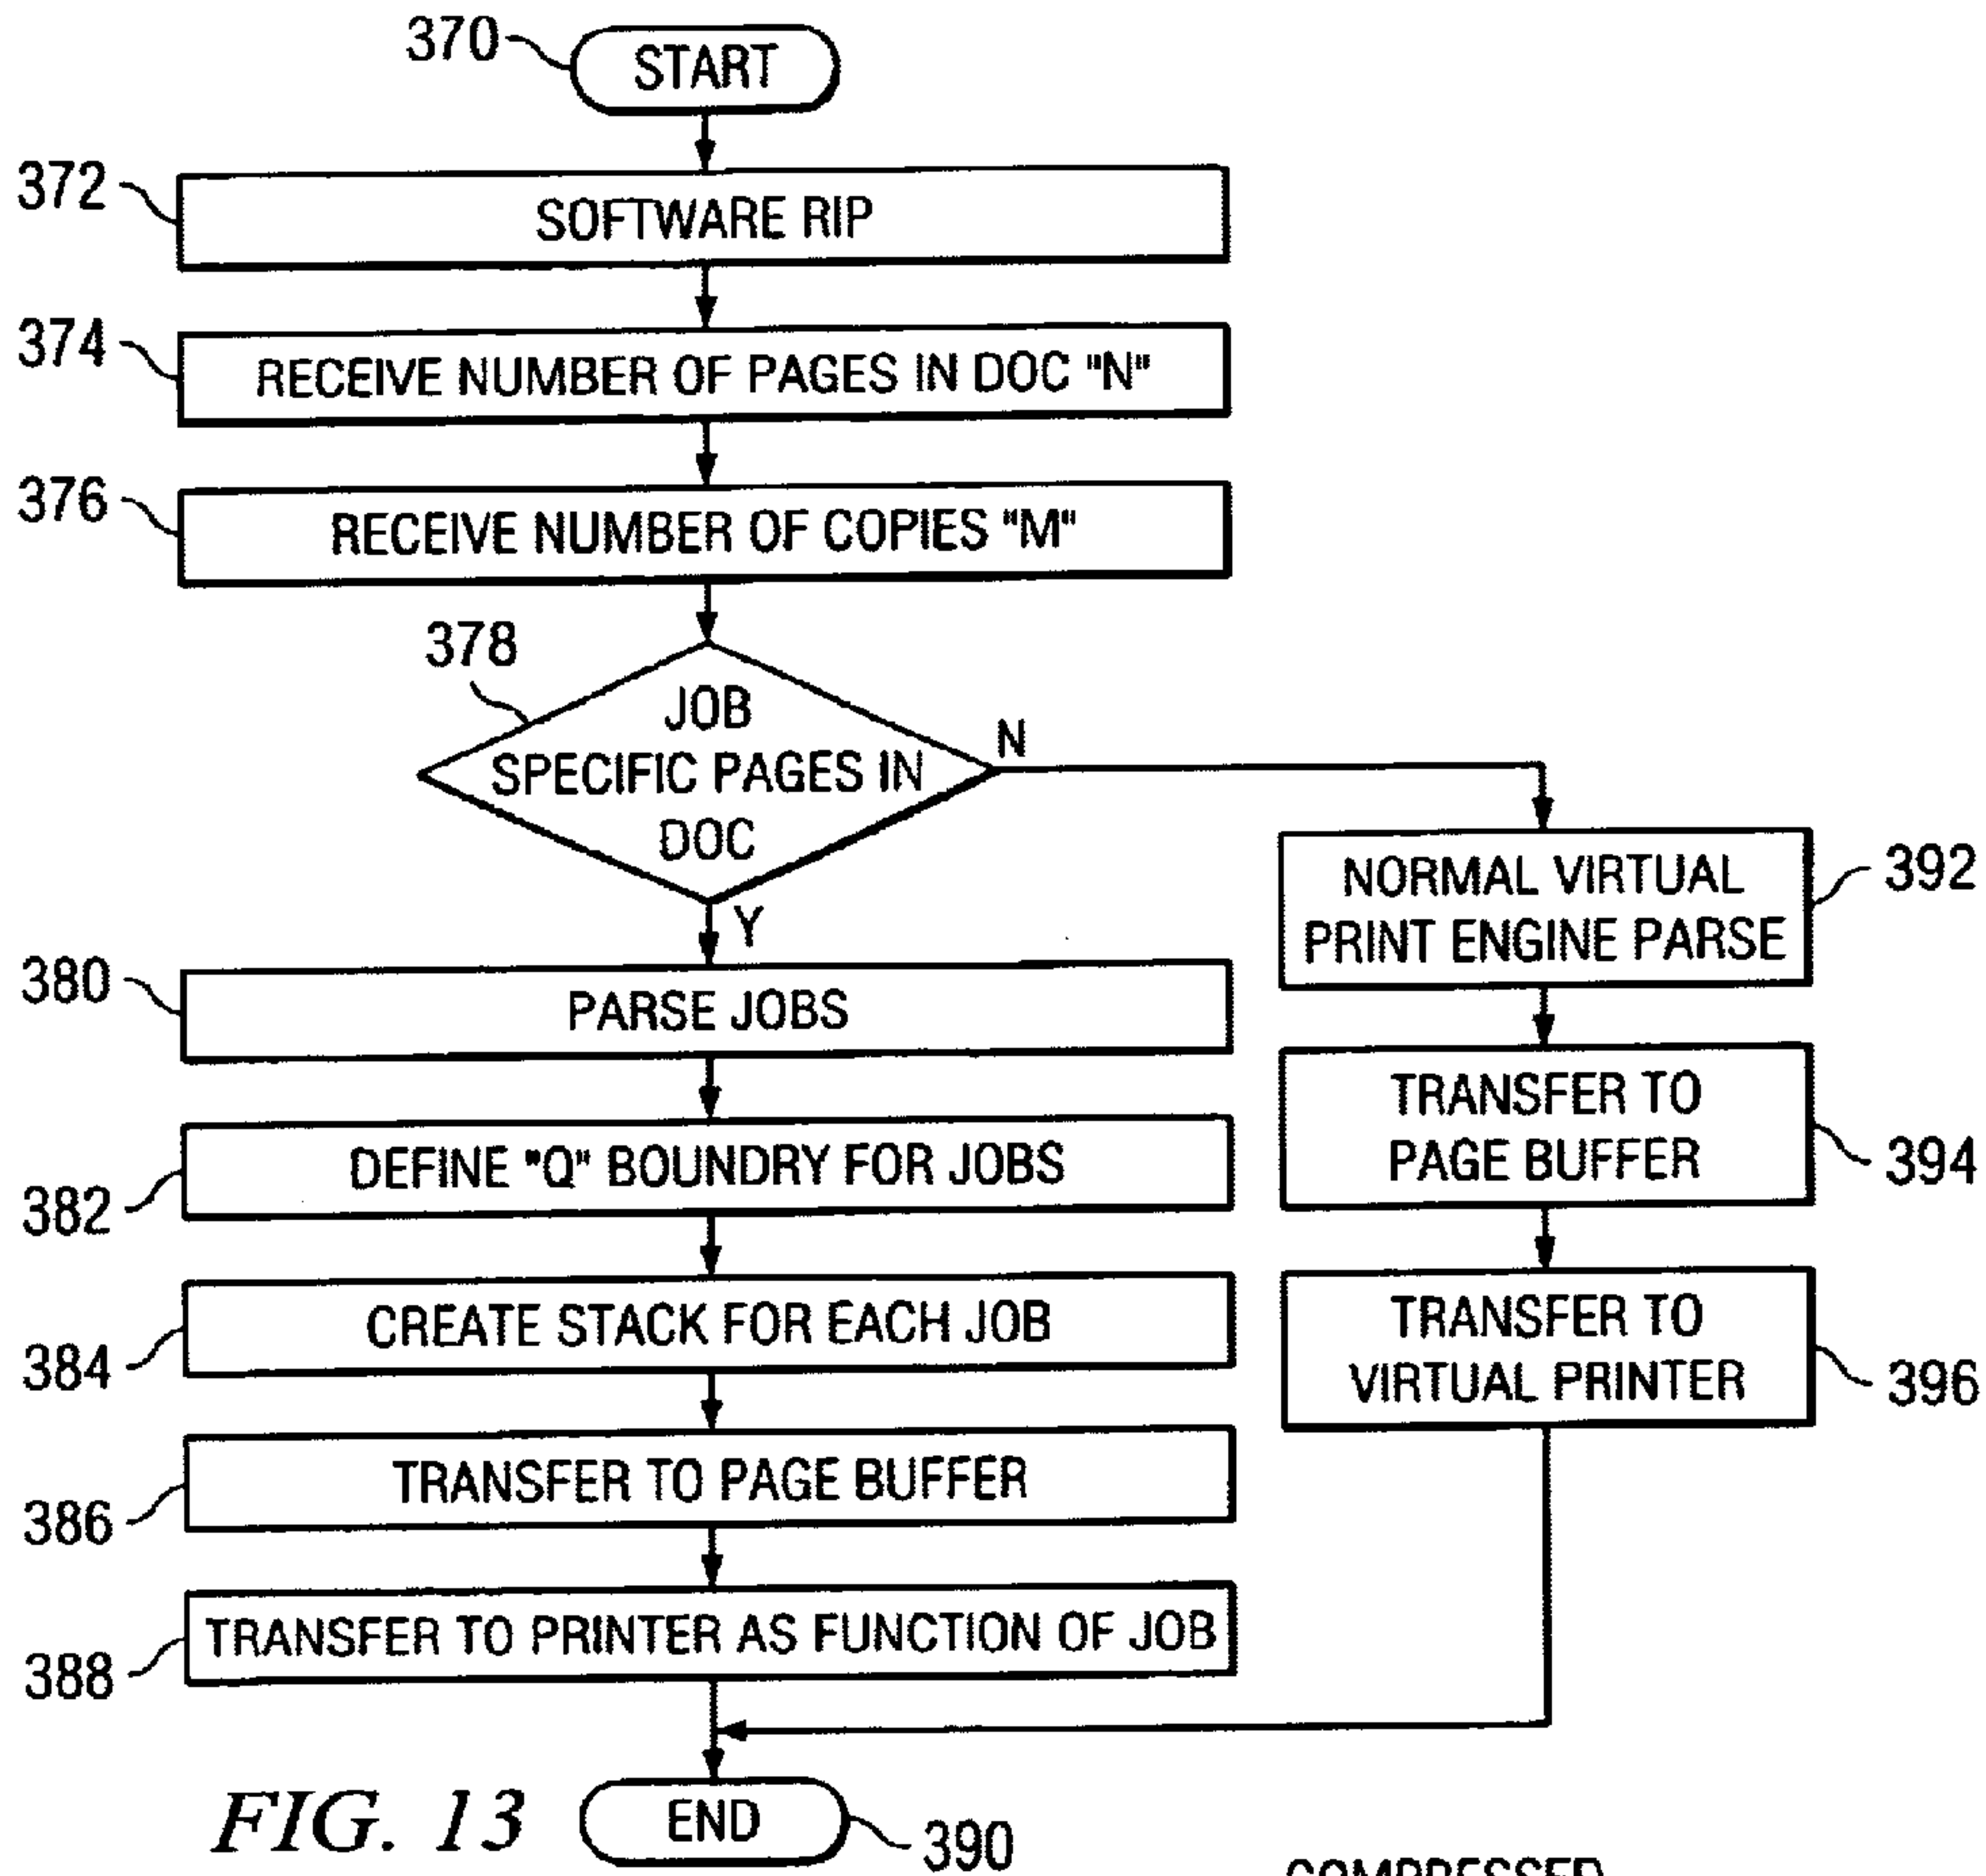 370
START
372
SOFTWARE RIP
374
RECEIVE NUMBER OF PAGES IN DOC "N"
376
RECEIVE NUMBER OF COPIES "M"
378
JOB
SPECIFIC PAGES IN
DOC
N
Y
380
PARSE JOBS
382
DEFINE "Q" BOUNDRY FOR JOBS
384
CREATE STACK FOR EACH JOB
386
TRANSFER TO PAGE BUFFER
388
TRANSFER TO PRINTER AS FUNCTION OF JOB
392
NORMAL VIRTUAL
PRINT ENGINE PARSE
394
TRANSFER TO
PAGE BUFFER
396
TRANSFER TO
VIRTUAL PRINTER
FIG. 13
END
390
COMPRESSED